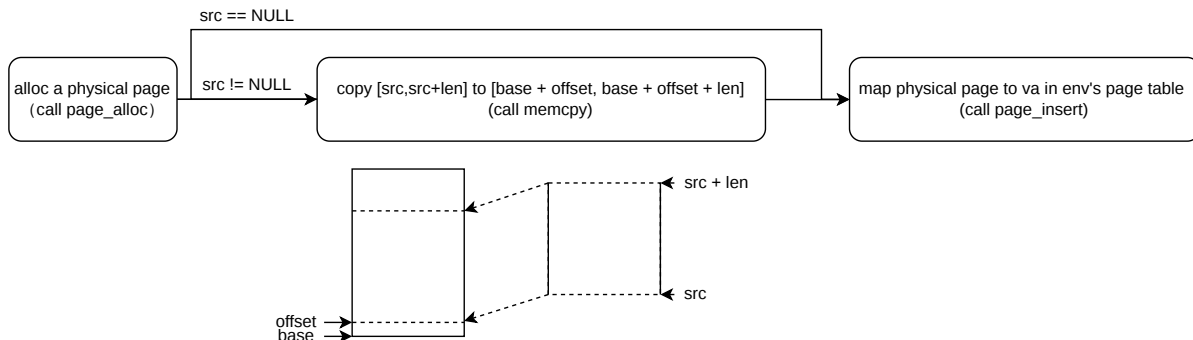 src == NULL
alloc a physical page
（call page_alloc）
src != NULL
copy [src,src+len] to [base + offset, base + offset + len]
(call memcpy)
map physical page to va in env's page table
(call page_insert)
src + len
src
offset
base